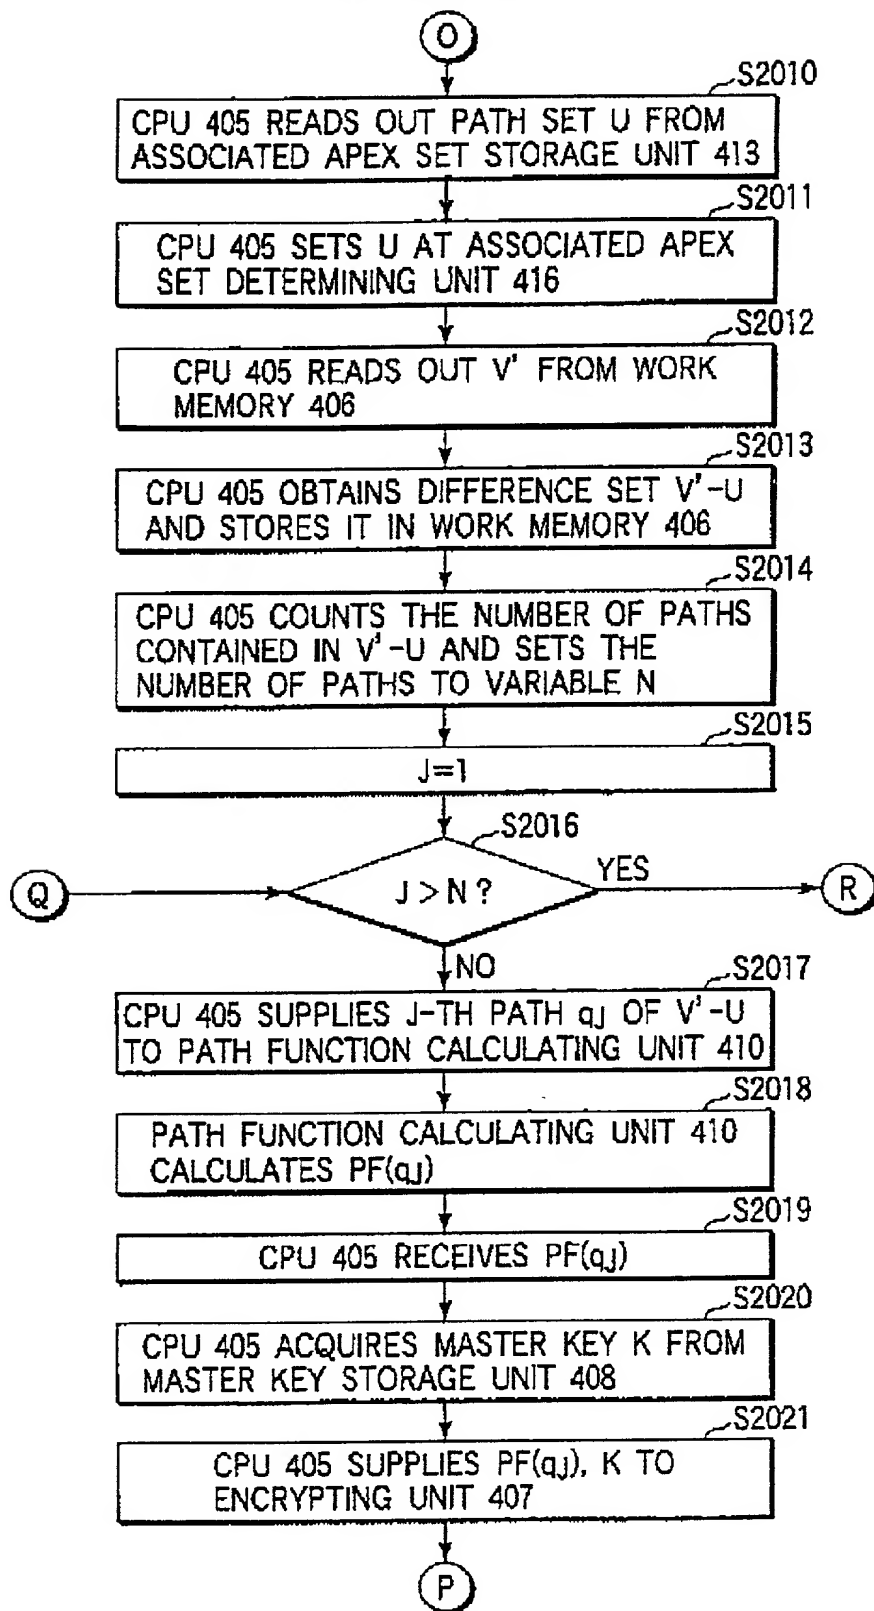 O
S2010
CPU 405 READS OUT PATH SET U FROM
ASSOCIATED APEX SET STORAGE UNIT 413
S2011
CPU 405 SETS U AT ASSOCIATED APEX
SET DETERMINING UNIT 416
S2012
CPU 405 READS OUT V' FROM WORK
MEMORY 406
S2013
CPU 405 OBTAINS DIFFERENCE SET V'-U
AND STORES IT IN WORK MEMORY 406
S2014
CPU 405 COUNTS THE NUMBER OF PATHS
CONTAINED IN V'-U AND SETS THE
NUMBER OF PATHS TO VARIABLE N
S2015
J=1
S2016
Q
J>N?
YES
R
NO
S2017
CPU 405 SUPPLIES J-TH PATH qJ OF V'-U
TO PATH FUNCTION CALCULATING UNIT 410
S2018
PATH FUNCTION CALCULATING UNIT 410
CALCULATES PF(qJ)
S2019
CPU 405 RECEIVES PF(qJ)
S2020
CPU 405 ACQUIRES MASTER KEY K FROM
MASTER KEY STORAGE UNIT 408
S2021
CPU 405 SUPPLIES PF(qJ), K TO
ENCRYPTING UNIT 407
P